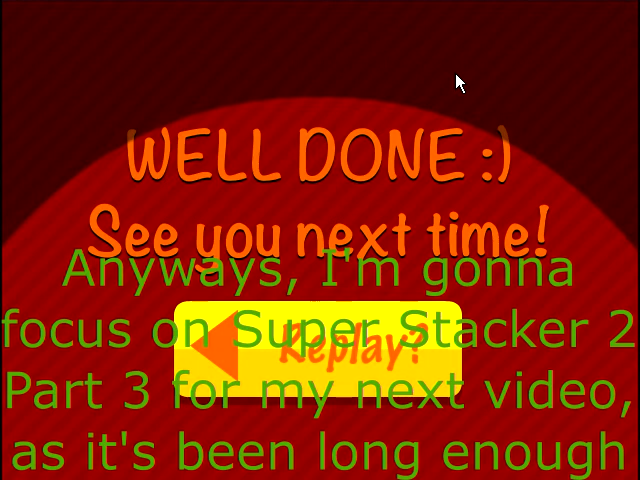 WELL DONE :)
See you next time!
Anyways, I'm gonna
focus on Super Stacker 2
Replay?
Part 3 for my next video,
as it's been long enough